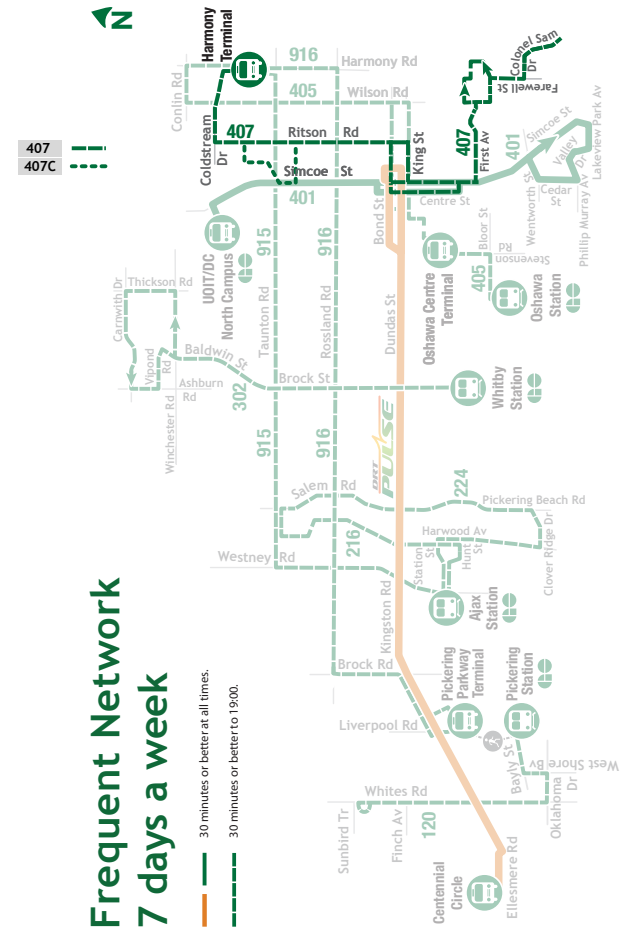 Frequent Network
7 days a week
30 minutes or better at all times.
30 minutes or better to 19:00.
407
407C
N
Harmony
Terminal
916
Harmony Rd
405
Wilson Rd
Conlin Rd
Coldstream
Dr
407
Ritson Rd
Simcoe St
401
King St
Bond St
Centre St
407
First Av
Farewell St
Colonel Sam
Dr
401
Simcoe St
Valley
Dr
Lakeview Park Av
Phillip Murray Av
Cedar
St
Wentworth St
Bloor St
Stevenson
Rd
405
Oshawa
Station
Oshawa Centre
Terminal
UOIT/DC
North Campus
915
916
Taunton Rd
Rossland Rd
Dundas St
Thickson Rd
Carnwith Dr
Vipond
Rd
Baldwin St
Ashburn
Rd
Winchester Rd
302
Brock St
Whitby
Station
915
916
DRT
PULSE
Salem Rd
224
Pickering Beach Rd
Clover Ridge Dr
Harwood Av
Hunt
St
Station
St
216
Westney Rd
Ajax
Station
Kingston Rd
Brock Rd
Pickering
Parkway
Terminal
Pickering
Station
Liverpool Rd
Bayly St
West Shore Bv
Oklahoma
Dr
Whites Rd
Sunbird Tr
Finch Av
120
Centennial
Circle
Ellesmere Rd